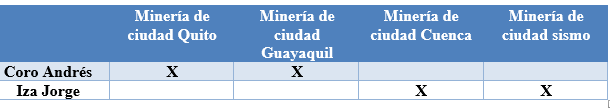 Minería de ciudad Quito	Minería de ciudad Guayaquil	Minería de ciudad Cuenca	Minería de ciudad sismo
Coro Andrés	X	X
Iza Jorge	X	X